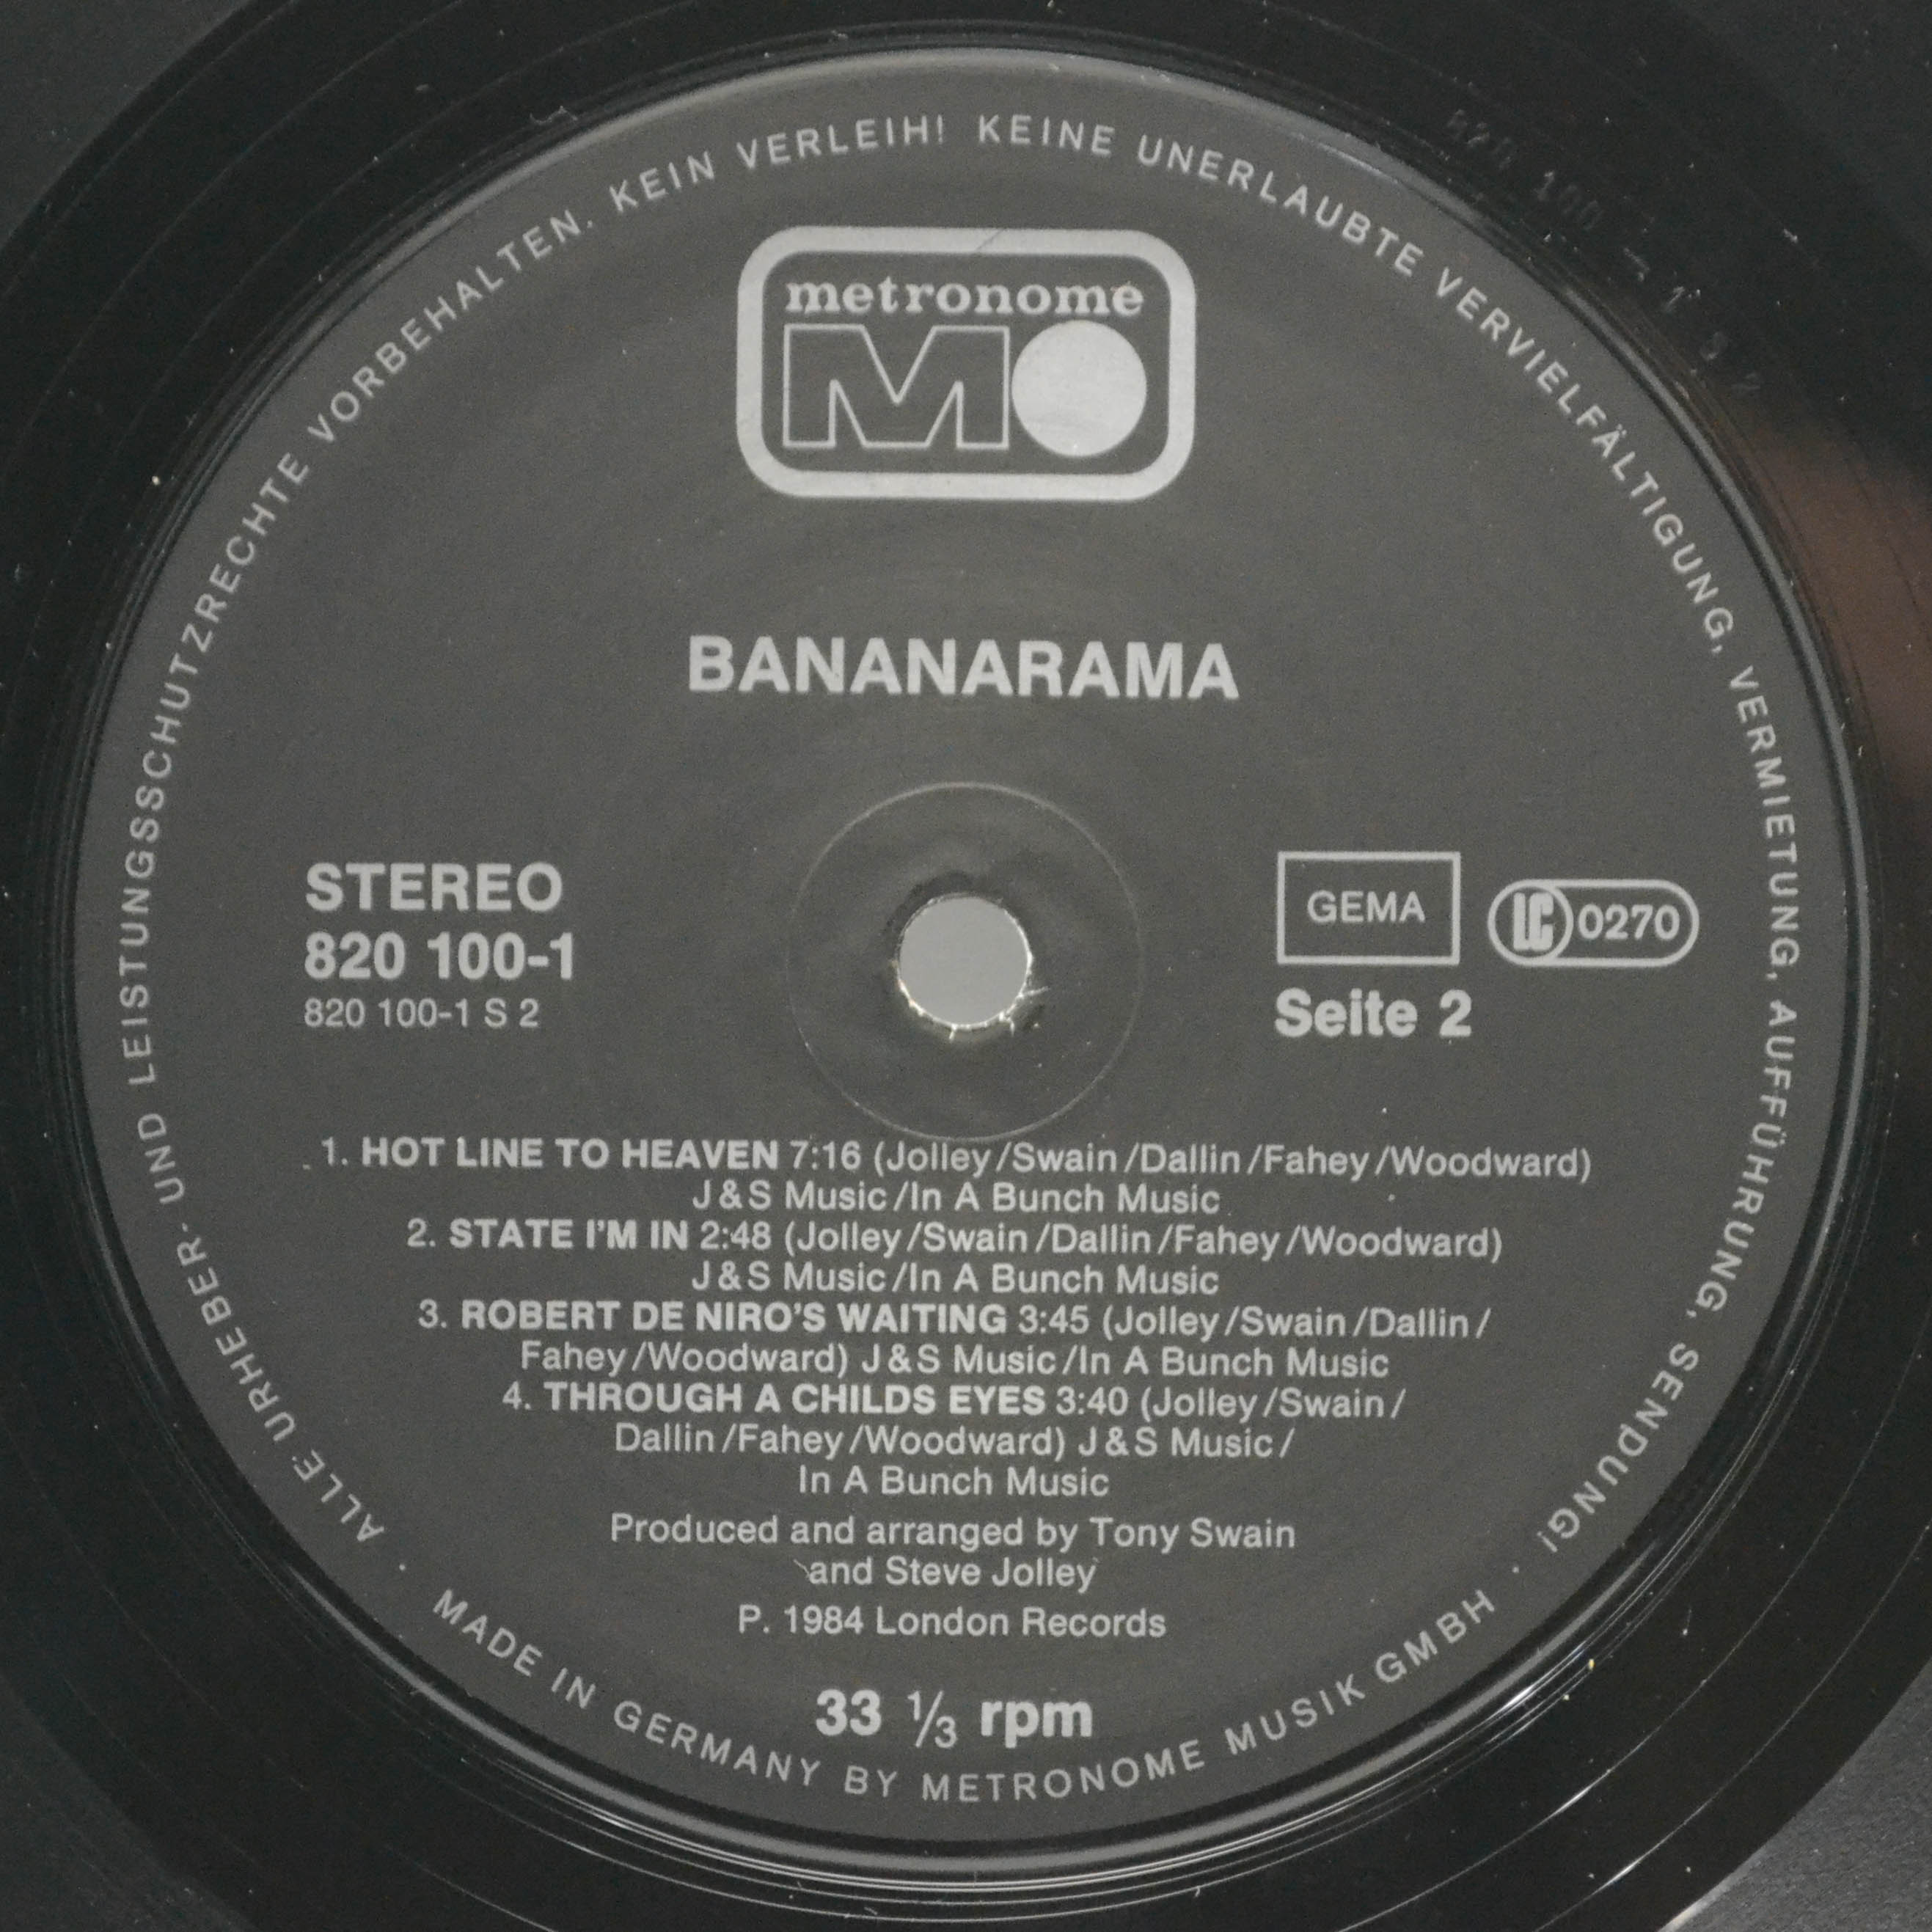 ALLE URHEBER- UND LEISTUNGSSCHUTZRECHTE VORBEHALTEN. KEIN VERLEIH! KEINE UNERLAUBTE VERVIELFÄLTIGUNG, VERMIETUNG, AUFFÜHRUNG, SENDUNG!
metronome
BANANARAMA
STEREO
820 100-1
820 100-1 S 2
GEMA
LC 0270
Seite 2
1. HOT LINE TO HEAVEN 7:16 (Jolley/Swain/Dallin/Fahey/Woodward)
J&S Music/In A Bunch Music
2. STATE I'M IN 2:48 (Jolley/Swain/Dallin/Fahey/Woodward)
J&S Music/In A Bunch Music
3. ROBERT DE NIRO'S WAITING 3:45 (Jolley/Swain/Dallin/
Fahey/Woodward) J&S Music/In A Bunch Music
4. THROUGH A CHILDS EYES 3:40 (Jolley/Swain/
Dallin/Fahey/Woodward) J&S Music/
In A Bunch Music
Produced and arranged by Tony Swain
and Steve Jolley
P. 1984 London Records
33 1/3 rpm
· MADE IN GERMANY BY METRONOME MUSIK GMBH ·